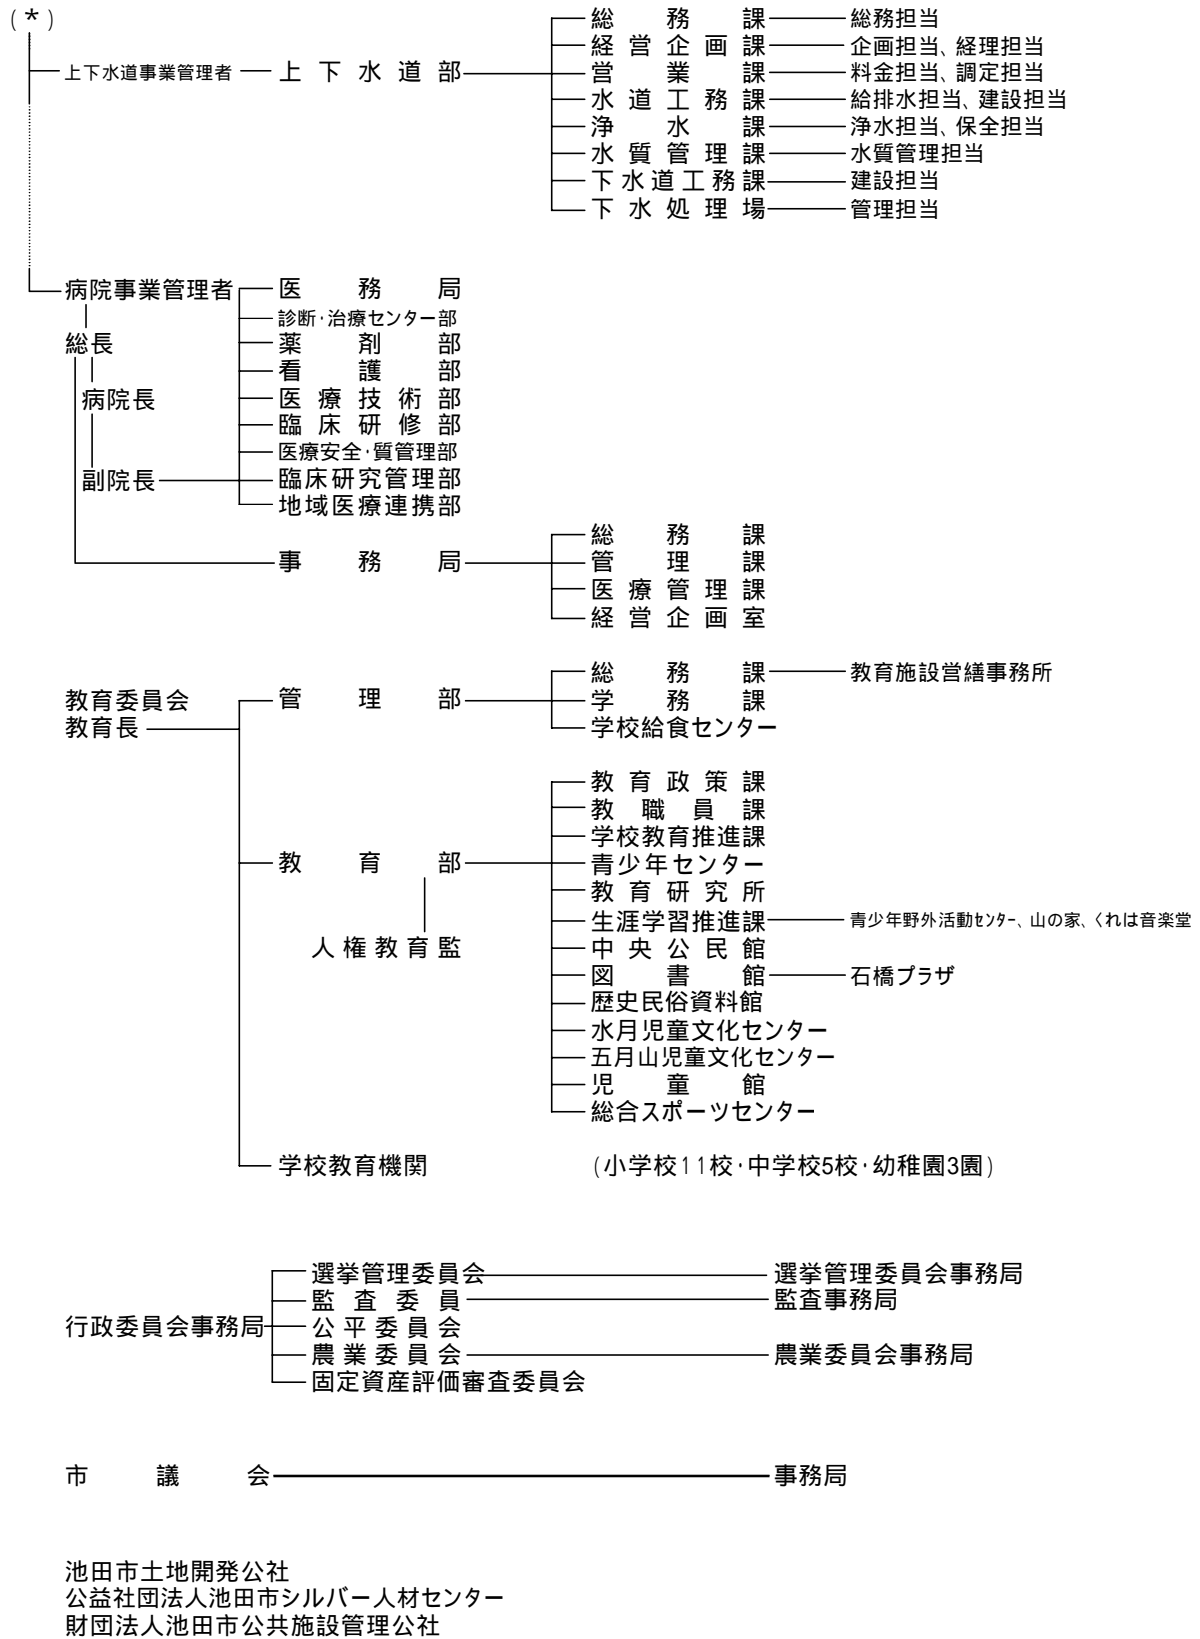 (＊)
総務課 総務担当
経営企画課 企画担当、経理担当
上下水道事業管理者 上下水道部 営業課 料金担当、調定担当
水道工務課 給排水担当、建設担当
浄水課 浄水担当、保全担当
水質管理課 水質管理担当
下水道工務課 建設担当
下水処理場 管理担当
病院事業管理者 医務局
診断・治療センター部
総長 薬剤部
看護部
病院長 医療技術部
臨床研修部
医療安全・質管理部
副院長 臨床研究管理部
地域医療連携部
総務課
事務局 管理課
医療管理課
経営企画室
総務課 教育施設営繕事務所
教育委員会 管理部 学務課
教育長 学校給食センター
教育政策課
教職員課
学校教育推進課
教育部 青少年センター
教育研究所
生涯学習推進課 青少年野外活動ｾﾝﾀｰ、山の家、くれは音楽堂
人権教育監 中央公民館
図書館 石橋プラザ
歴史民俗資料館
水月児童文化センター
五月山児童文化センター
児童館
総合スポーツセンター
学校教育機関 (小学校11校・中学校5校・幼稚園3園)
選挙管理委員会 選挙管理委員会事務局
監査委員 監査事務局
行政委員会事務局 公平委員会
農業委員会 農業委員会事務局
固定資産評価審査委員会
市議会 事務局
池田市土地開発公社
公益社団法人池田市シルバー人材センター
財団法人池田市公共施設管理公社